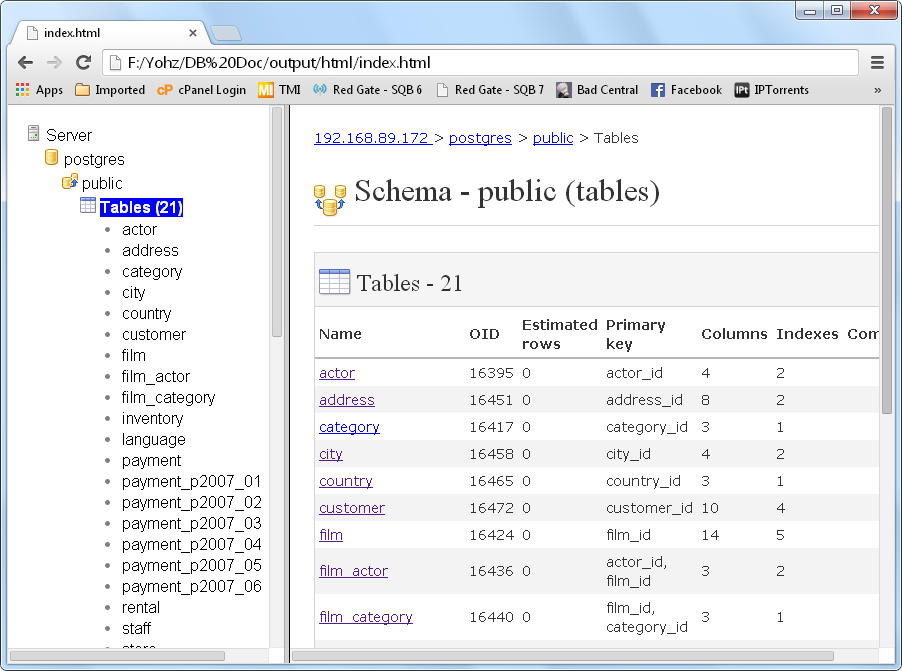 index.html
F:/Yohz/DB%20Doc/output/html/index.html
Apps Imported cPanel Login TMI Red Gate - SQB 6 Red Gate - SQB 7 Bad Central Facebook IPTorrents »
Server
postgres
public
Tables (21)
actor
address
category
city
country
customer
film
film_actor
film_category
inventory
language
payment
payment_p2007_01
payment_p2007_02
payment_p2007_03
payment_p2007_04
payment_p2007_05
payment_p2007_06
rental
staff
store
192.168.89.172 > postgres > public > Tables
Schema - public (tables)
Tables - 21
Name OID Estimated rows Primary key Columns Indexes Com
actor 16395 0 actor_id 4 2
address 16451 0 address_id 8 2
category 16417 0 category_id 3 1
city 16458 0 city_id 4 2
country 16465 0 country_id 3 1
customer 16472 0 customer_id 10 4
film 16424 0 film_id 14 5
film_actor 16436 0 actor_id, film_id 3 2
film_category 16440 0 film_id, category_id 3 1